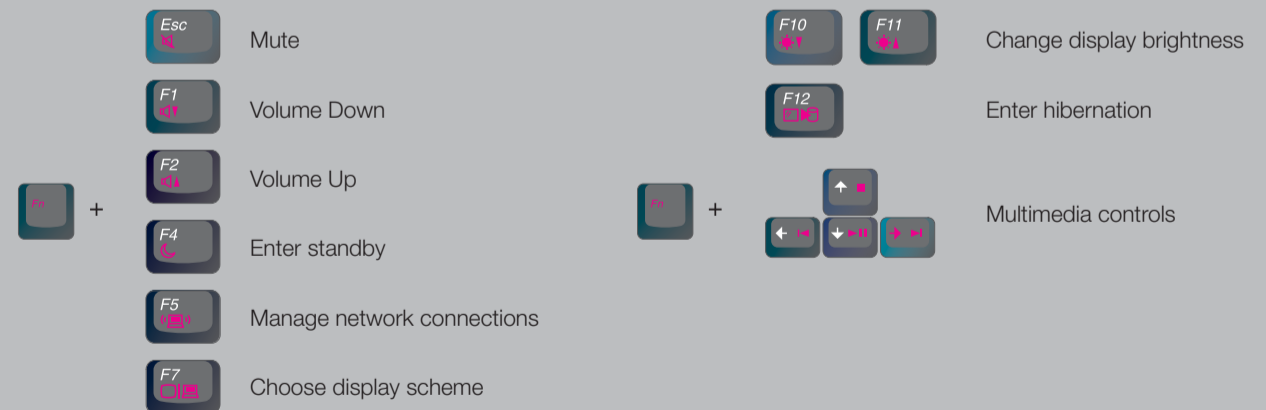 Esc
Mute
F1
Volume Down
F2
Volume Up
Fn +
F4
Enter standby
F5
Manage network connections
F7
Choose display scheme
F10 F11
Change display brightness
F12
Enter hibernation
Fn +
Multimedia controls